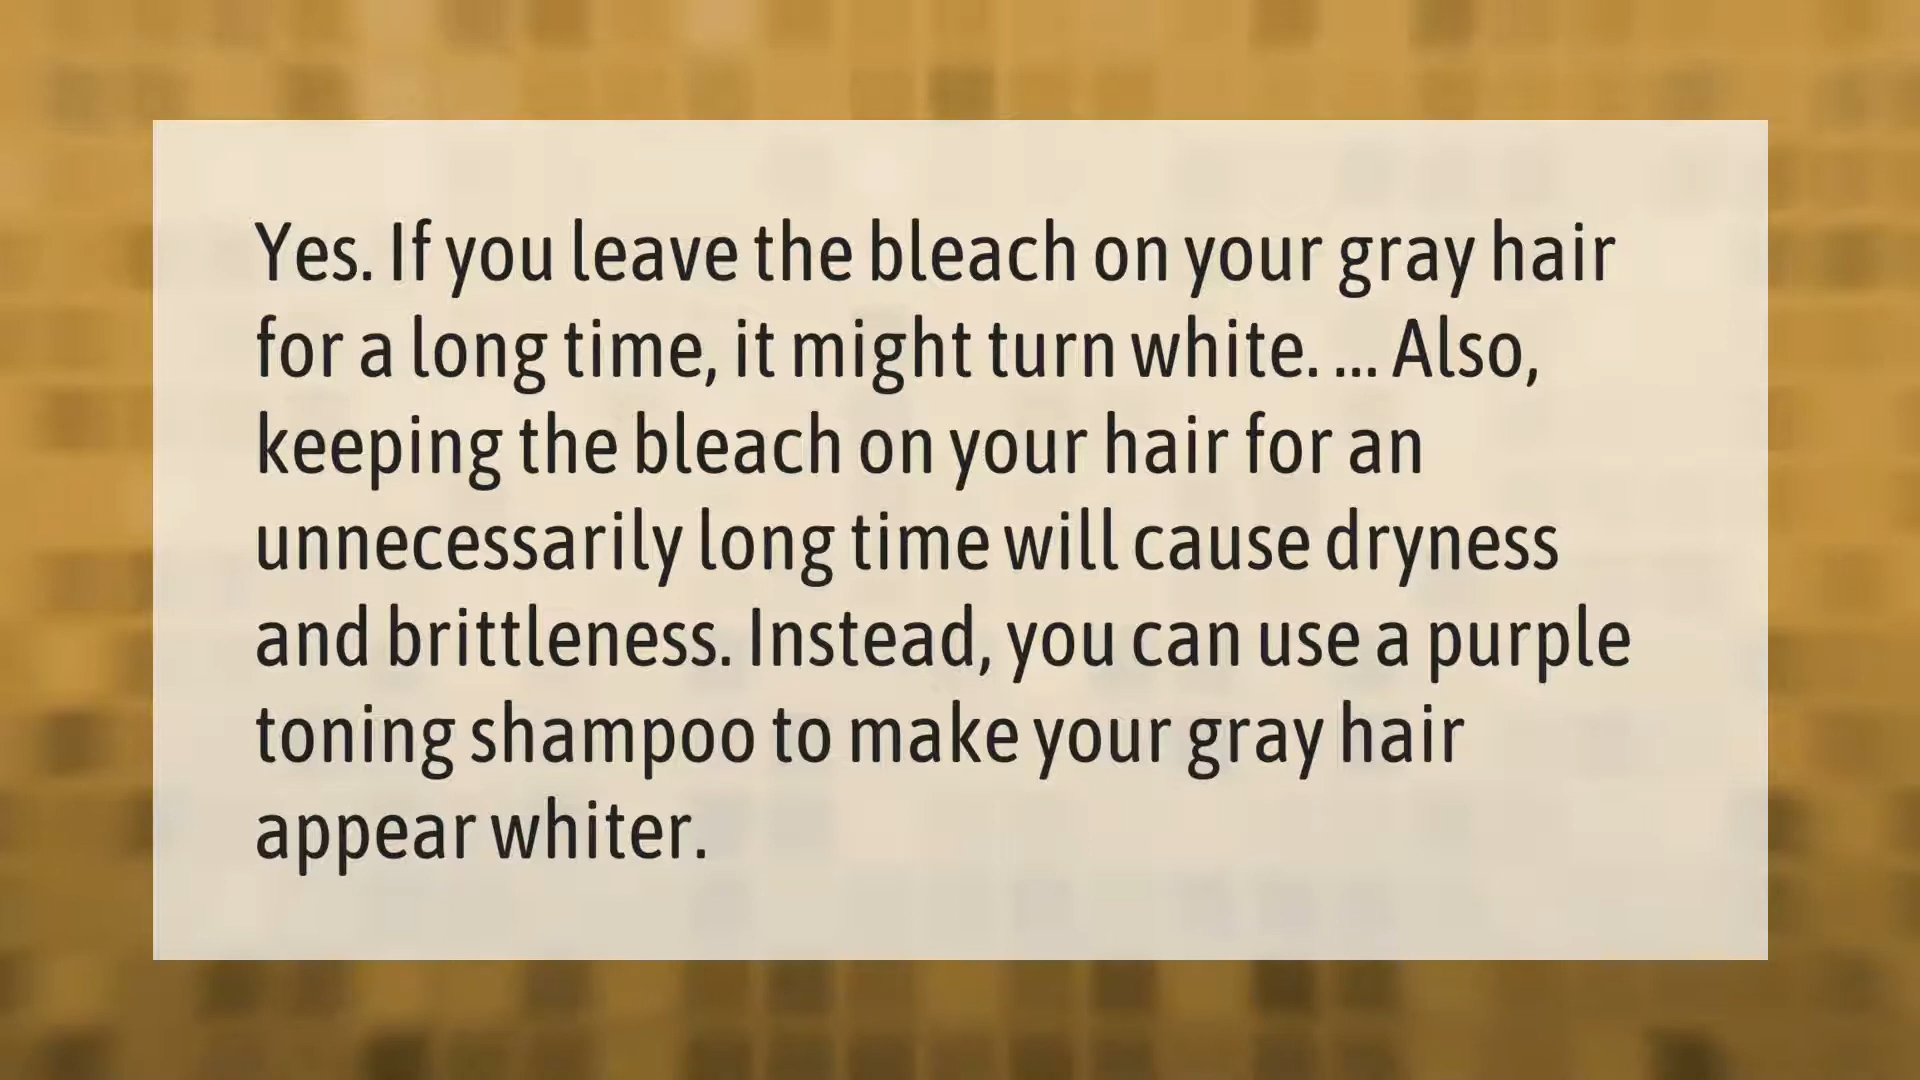 Yes. If you leave the bleach on your gray hair
for a long time, it might turn white. ... Also,
keeping the bleach on your hair for an
unnecessarily long time will cause dryness
and brittleness. Instead, you can use a purple
toning shampoo to make your gray hair
appear whiter.